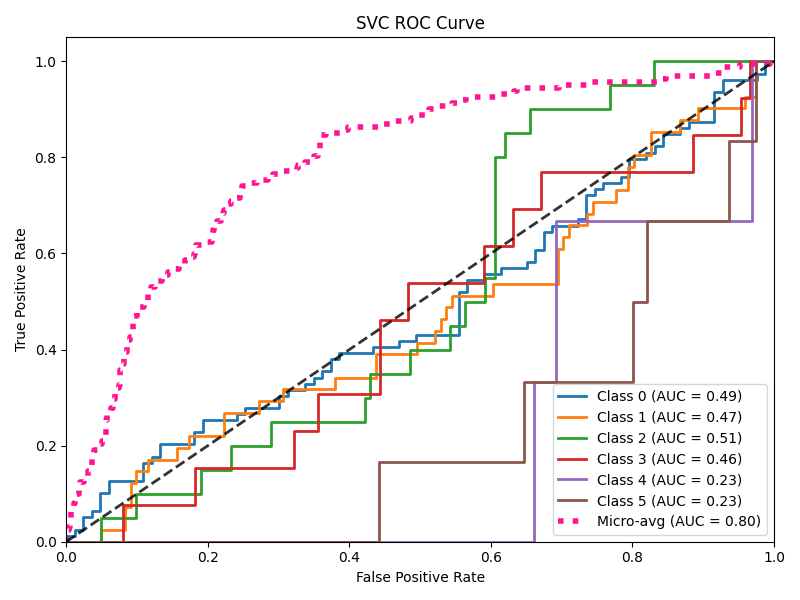 SVC ROC Curve
True Positive Rate
1.0
0.8
0.6
0.4
0.2
0.0
0.0 0.2 0.4 0.6 0.8 1.0
False Positive Rate
Class 0 (AUC = 0.49)
Class 1 (AUC = 0.47)
Class 2 (AUC = 0.51)
Class 3 (AUC = 0.46)
Class 4 (AUC = 0.23)
Class 5 (AUC = 0.23)
Micro-avg (AUC = 0.80)